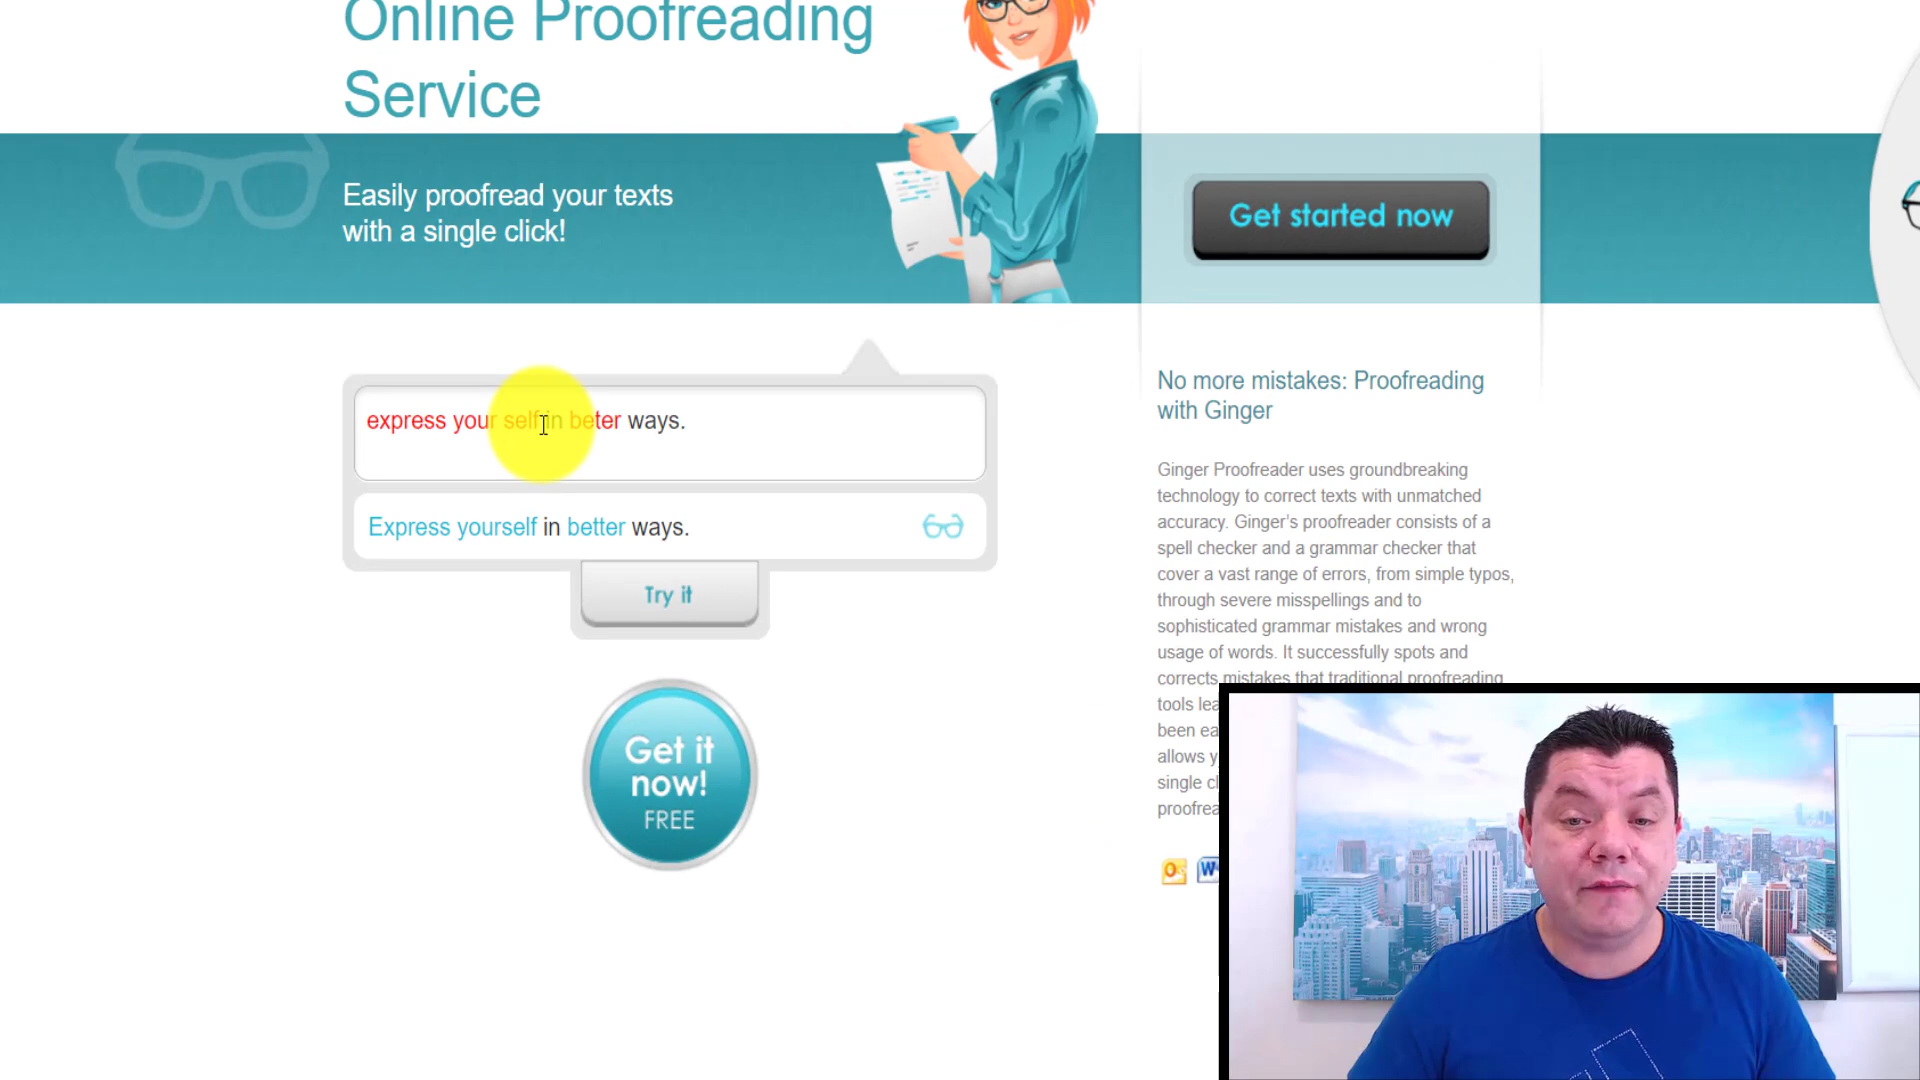 Online Proofreading
Service
Easily proofread your texts
with a single click!
Get started now
express your self in beter ways.
Express yourself in better ways.
Try it
Get it
now!
FREE
No more mistakes: Proofreading
with Ginger
Ginger Proofreader uses groundbreaking
technology to correct texts with unmatched
accuracy. Ginger's proofreader consists of a
spell checker and a grammar checker that
cover a vast range of errors, from simple typos,
through severe misspellings and to
sophisticated grammar mistakes and wrong
usage of words. It successfully spots and
corrects mistakes that traditional proofreading
tools
been
allows
single